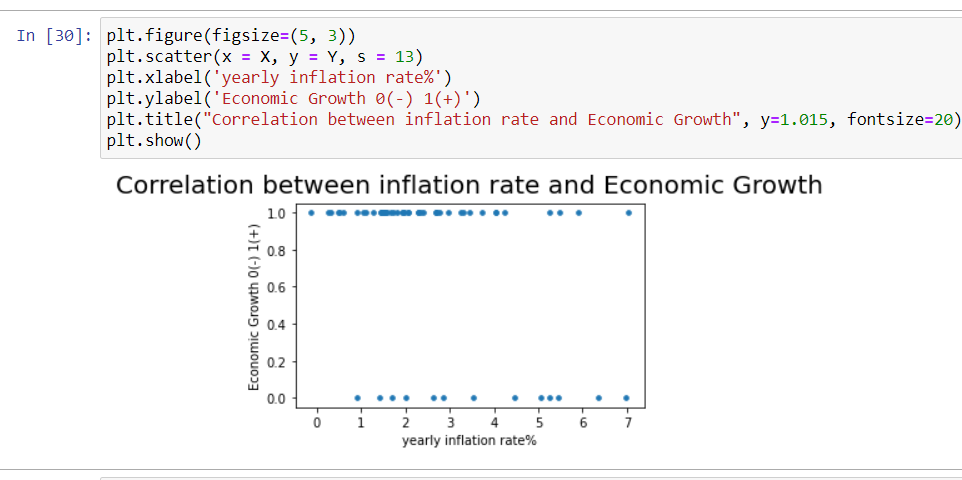 In [30]: plt.figure(figsize=(5, 3))
plt.scatter(x = X, y = Y, s = 13)
plt.xlabel('yearly inflation rate%')
plt.ylabel('Economic Growth 0(-) 1(+)')
plt.title("Correlation between inflation rate and Economic Growth", y=1.015, fontsize=20)
plt.show()
Correlation between inflation rate and Economic Growth
Economic Growth 0(-) 1(+)
1.0
0.8
0.6
0.4
0.2
0.0
0 1 2 3 4 5 6 7
yearly inflation rate%